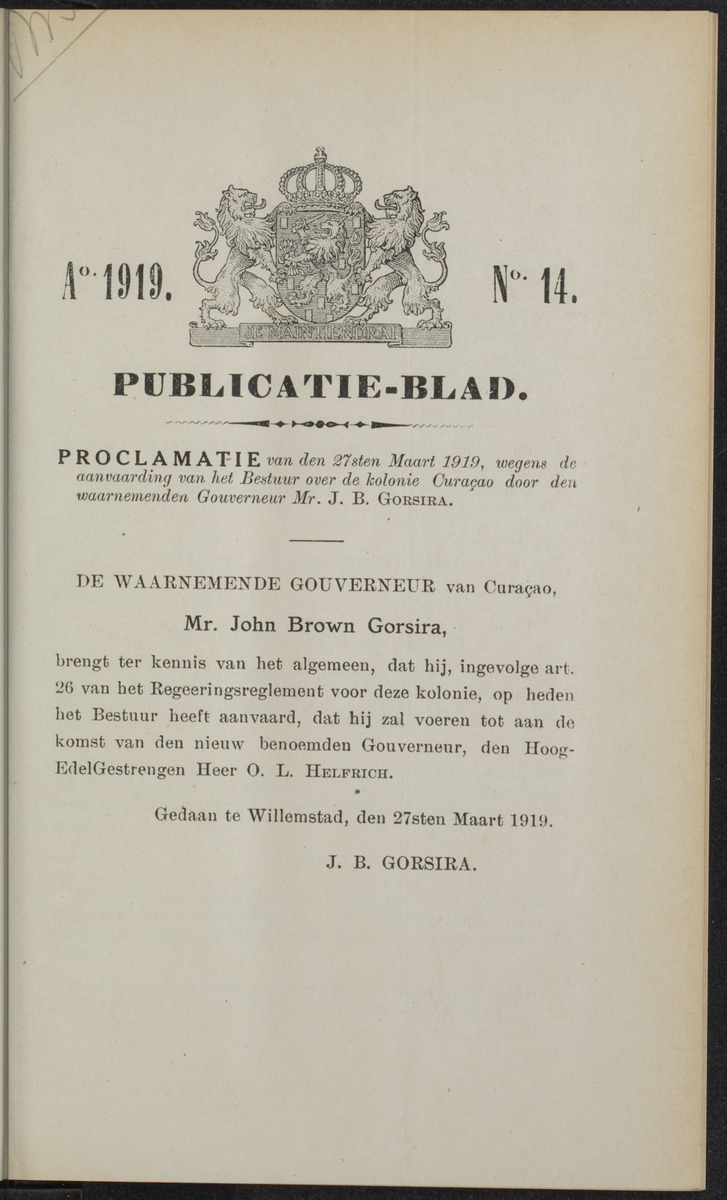 Aº. 1919.
Nº. 14.
JE MAINTIENDRAI
PUBLICATIE-BLAD.
PROCLAMATIE van den 27sten Maart 1919, wegens de
aanvaarding van het Bestuur over de kolonie Curaçao door den
waarnemenden Gouverneur Mr. J. B. GORSIRA.
DE WAARNEMENDE GOUVERNEUR van Curaçao,
Mr. John Brown Gorsira,
brengt ter kennis van het algemeen, dat hij, ingevolge art.
26 van het Regeeringsreglement voor deze kolonie, op heden
het Bestuur heeft aanvaard, dat hij zal voeren tot aan de
komst van den nieuw benoemden Gouverneur, den Hoog-
EdelGestrengen Heer O. L. HELFRICH.
Gedaan te Willemstad, den 27sten Maart 1919.
J. B. GORSIRA.